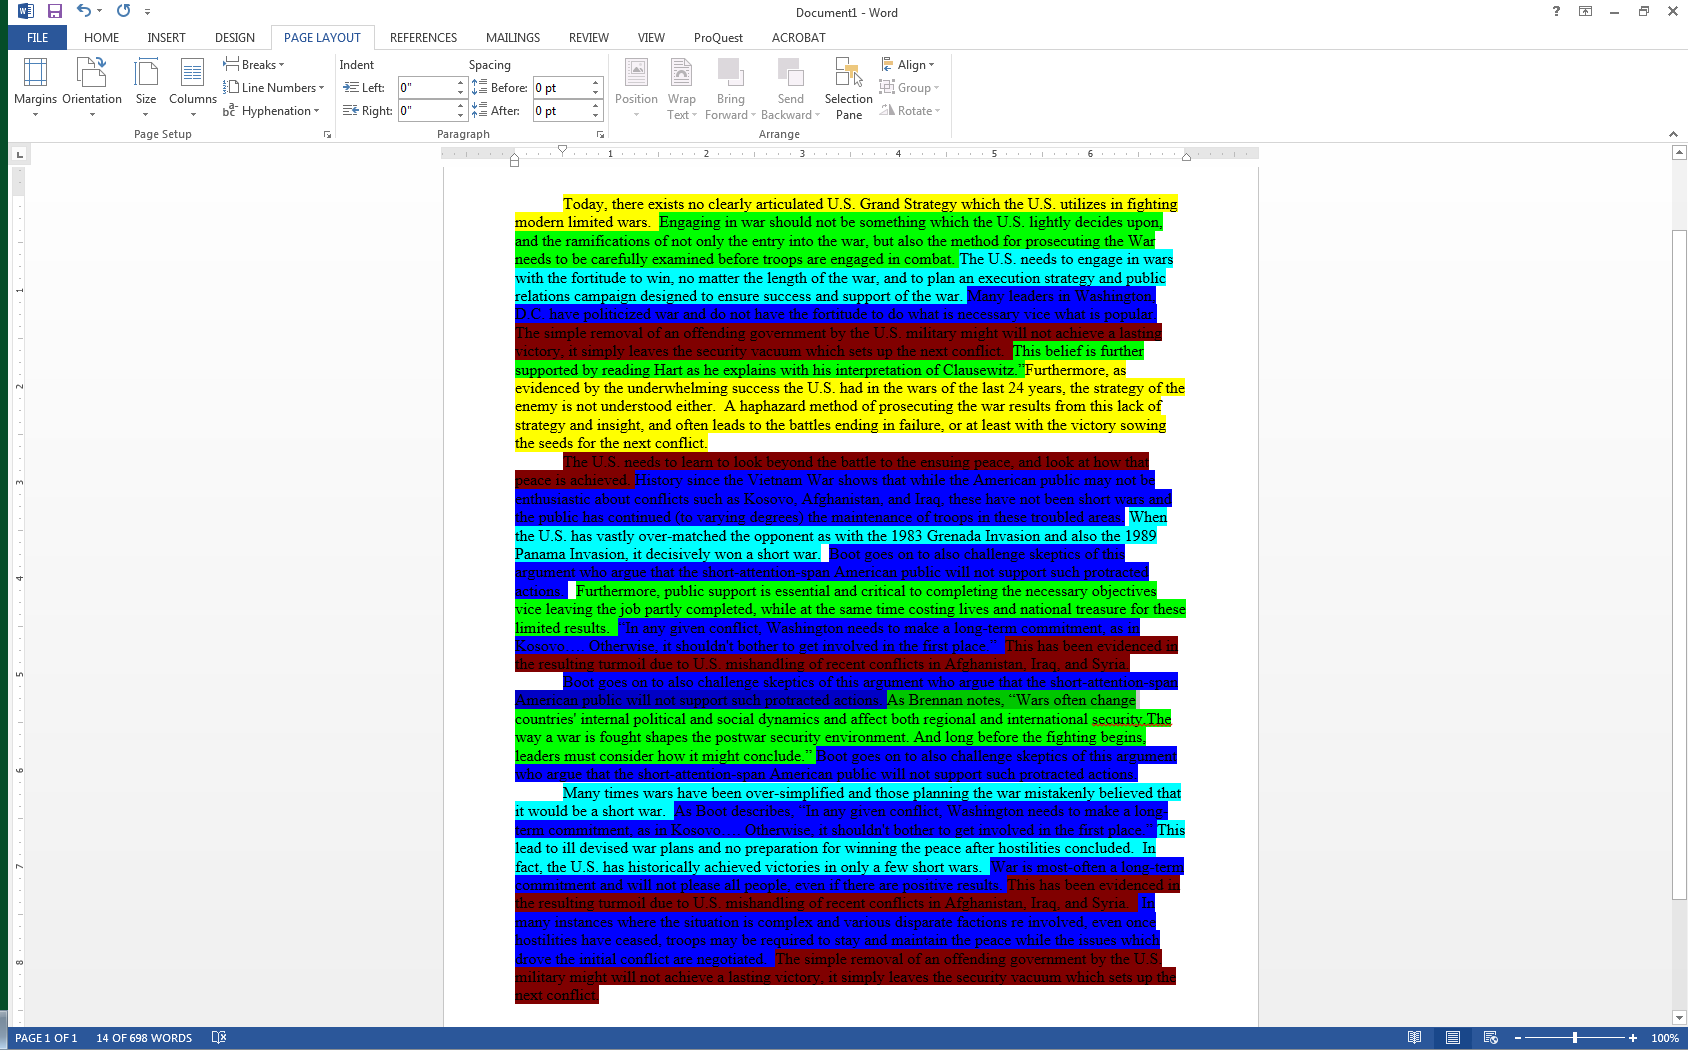 Document1 - Word
FILE HOME INSERT DESIGN PAGE LAYOUT REFERENCES MAILINGS REVIEW VIEW ProQuest ACROBAT
Margins Orientation Size Columns
Breaks
Line Numbers
Hyphenation
Page Setup
Indent Spacing
Left: 0" Before: 0 pt
Right: 0" After: 0 pt
Paragraph
Position Wrap Text Bring Forward Send Backward Selection Pane
Align
Group
Rotate
Arrange
1 2 3 4 5 6
Today, there exists no clearly articulated U.S. Grand Strategy which the U.S. utilizes in fighting
modern limited wars. Engaging in war should not be something which the U.S. lightly decides upon,
and the ramifications of not only the entry into the war, but also the method for prosecuting the War
needs to be carefully examined before troops are engaged in combat. The U.S. needs to engage in wars
with the fortitude to win, no matter the length of the war, and to plan an execution strategy and public
relations campaign designed to ensure success and support of the war. Many leaders in Washington,
D.C. have politicized war and do not have the fortitude to do what is necessary vice what is popular.
The simple removal of an offending government by the U.S. military might will not achieve a lasting
victory, it simply leaves the security vacuum which sets up the next conflict. This belief is further
supported by reading Hart as he explains with his interpretation of Clausewitz.”Furthermore, as
evidenced by the underwhelming success the U.S. had in the wars of the last 24 years, the strategy of the
enemy is not understood either. A haphazard method of prosecuting the war results from this lack of
strategy and insight, and often leads to the battles ending in failure, or at least with the victory sowing
the seeds for the next conflict.
The U.S. needs to learn to look beyond the battle to the ensuing peace, and look at how that
peace is achieved. History since the Vietnam War shows that while the American public may not be
enthusiastic about conflicts such as Kosovo, Afghanistan, and Iraq, these have not been short wars and
the public has continued (to varying degrees) the maintenance of troops in these troubled areas. When
the U.S. has vastly over-matched the opponent as with the 1983 Grenada Invasion and also the 1989
Panama Invasion, it decisively won a short war. Boot goes on to also challenge skeptics of this
argument who argue that the short-attention-span American public will not support such protracted
actions. Furthermore, public support is essential and critical to completing the necessary objectives
vice leaving the job partly completed, while at the same time costing lives and national treasure for these
limited results. “In any given conflict, Washington needs to make a long-term commitment, as in
Kosovo…. Otherwise, it shouldn't bother to get involved in the first place.” This has been evidenced in
the resulting turmoil due to U.S. mishandling of recent conflicts in Afghanistan, Iraq, and Syria.
Boot goes on to also challenge skeptics of this argument who argue that the short-attention-span
American public will not support such protracted actions. As Brennan notes, “Wars often change
countries' internal political and social dynamics and affect both regional and international security.The
way a war is fought shapes the postwar security environment. And long before the fighting begins,
leaders must consider how it might conclude.” Boot goes on to also challenge skeptics of this argument
who argue that the short-attention-span American public will not support such protracted actions.
Many times wars have been over-simplified and those planning the war mistakenly believed that
it would be a short war. As Boot describes, “In any given conflict, Washington needs to make a long-
term commitment, as in Kosovo…. Otherwise, it shouldn't bother to get involved in the first place.” This
lead to ill devised war plans and no preparation for winning the peace after hostilities concluded. In
fact, the U.S. has historically achieved victories in only a few short wars. War is most-often a long-term
commitment and will not please all people, even if there are positive results. This has been evidenced in
the resulting turmoil due to U.S. mishandling of recent conflicts in Afghanistan, Iraq, and Syria. In
many instances where the situation is complex and various disparate factions re involved, even once
hostilities have ceased, troops may be required to stay and maintain the peace while the issues which
drove the initial conflict are negotiated. The simple removal of an offending government by the U.S.
military might will not achieve a lasting victory, it simply leaves the security vacuum which sets up the
next conflict.
1
2
3
4
5
6
7
8
PAGE 1 OF 1 14 OF 698 WORDS 100%